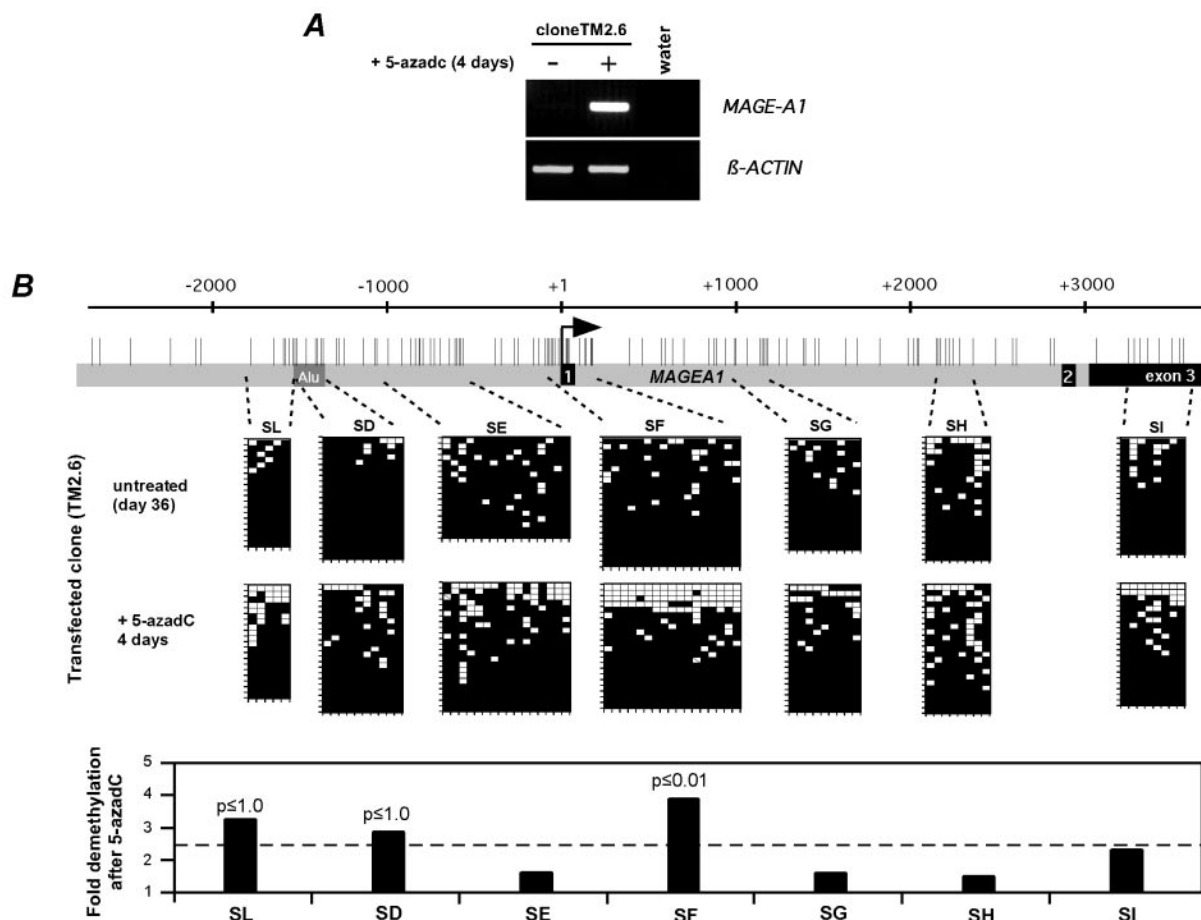 A
cloneTM2.6
water
+ 5-azadc (4 days) - +
MAGE-A1
ß-ACTIN
B
-2000 -1000 +1 +1000 +2000 +3000
Alu 1 MAGEA1 2 exon 3
SL SD SE SF SG SH SI
Transfected clone (TM2.6)
untreated
(day 36)
+ 5-azadC
4 days
Fold demethylation
after 5-azadC
5
4
3
2
1
p≤1.0 p≤1.0 p≤0.01
SL SD SE SF SG SH SI